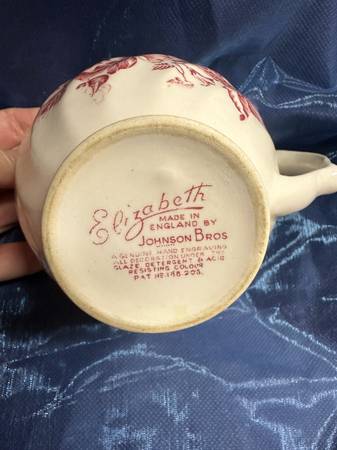 Elizabeth
MADE IN
ENGLAND BY
JOHNSON BROS
A GENUINE HAND ENGRAVING
ALL DECORATION UNDER THE
GLAZE DETERGENT & ACID
RESISTING COLOUR
PAT NO. 188.203.